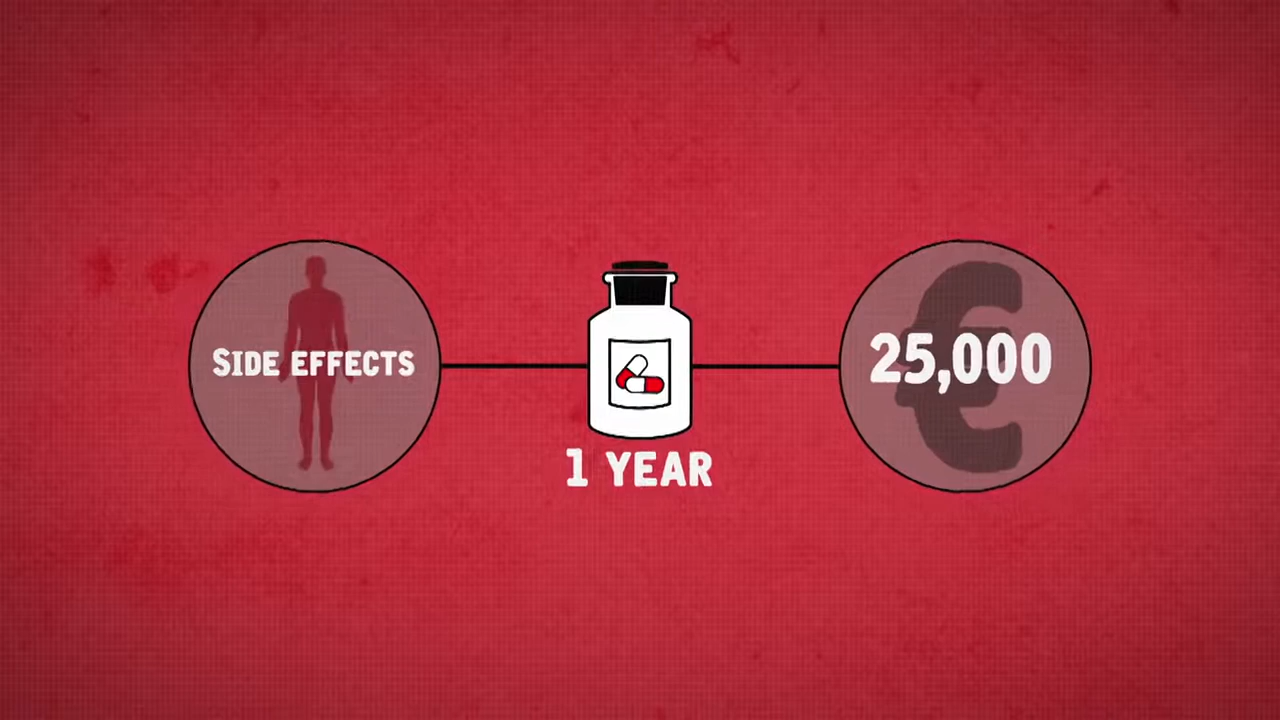 SIDE EFFECTS
1 YEAR
€
25,000